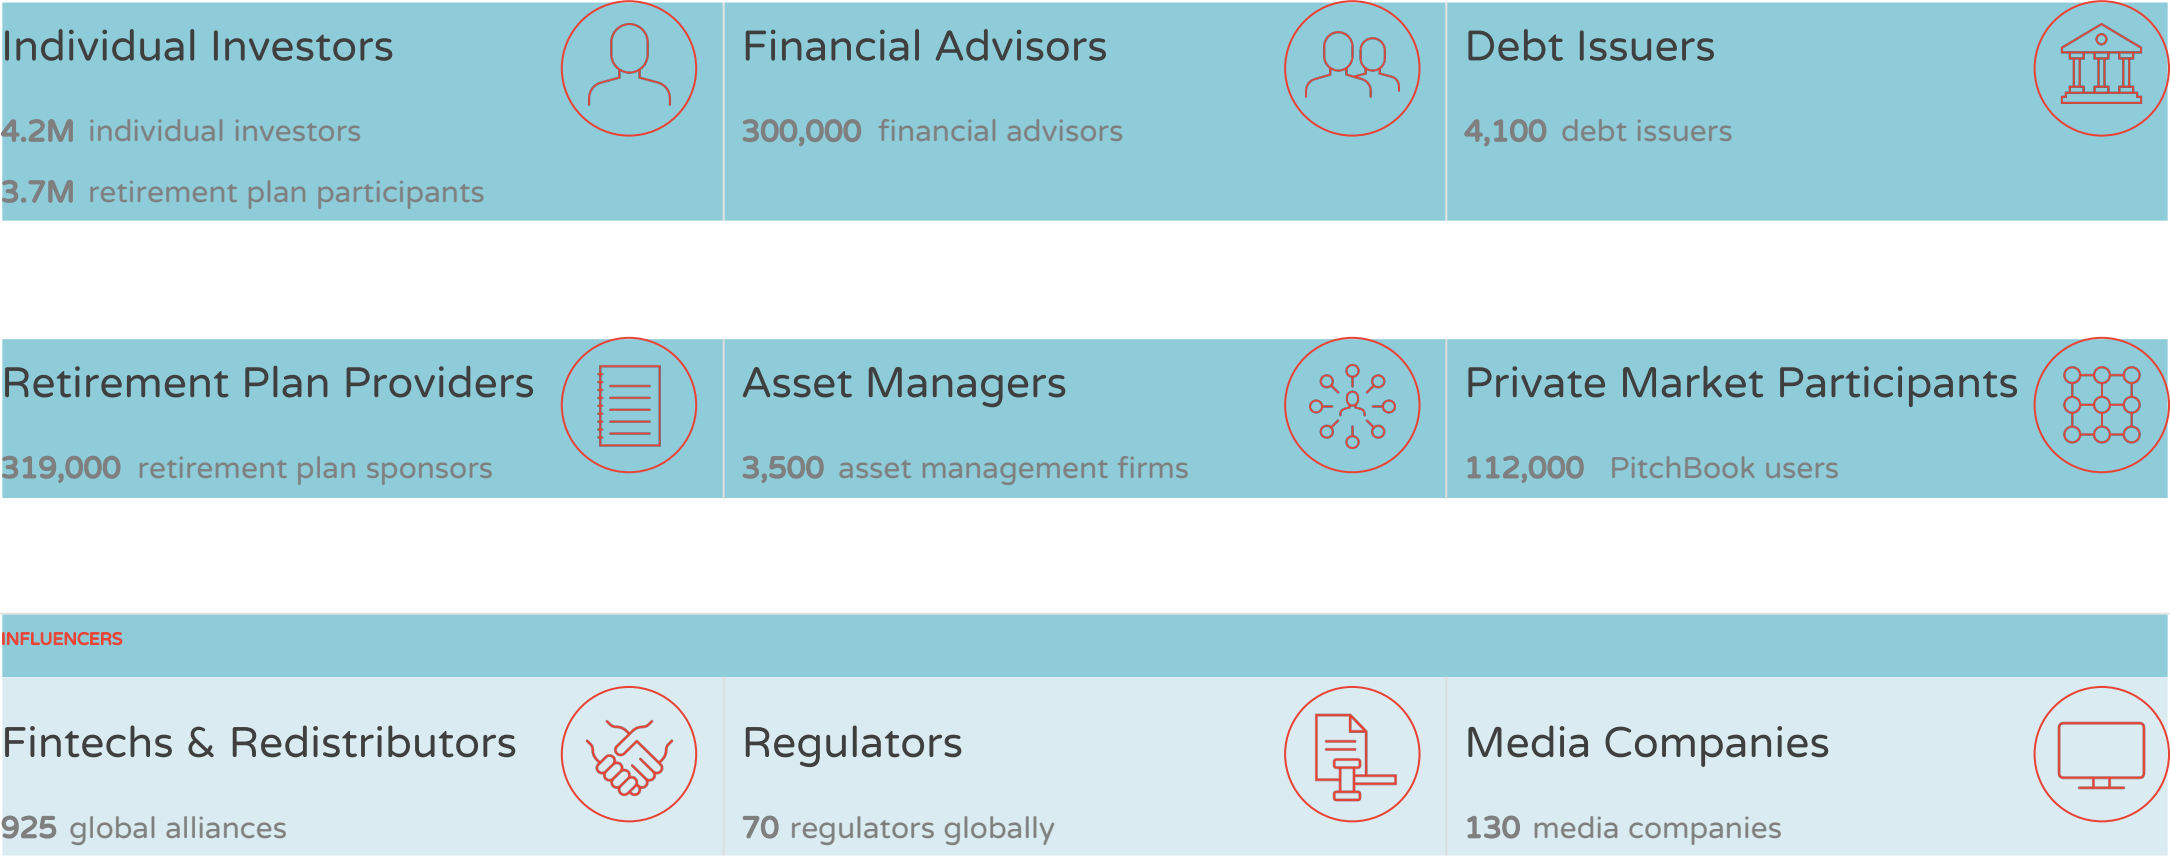 Individual Investors
4.2M individual investors
3.7M retirement plan participants
Financial Advisors
300,000 financial advisors
Debt Issuers
4,100 debt issuers
Retirement Plan Providers
319,000 retirement plan sponsors
Asset Managers
3,500 asset management firms
Private Market Participants
112,000 PitchBook users
INFLUENCERS
Fintechs & Redistributors
925 global alliances
Regulators
70 regulators globally
Media Companies
130 media companies